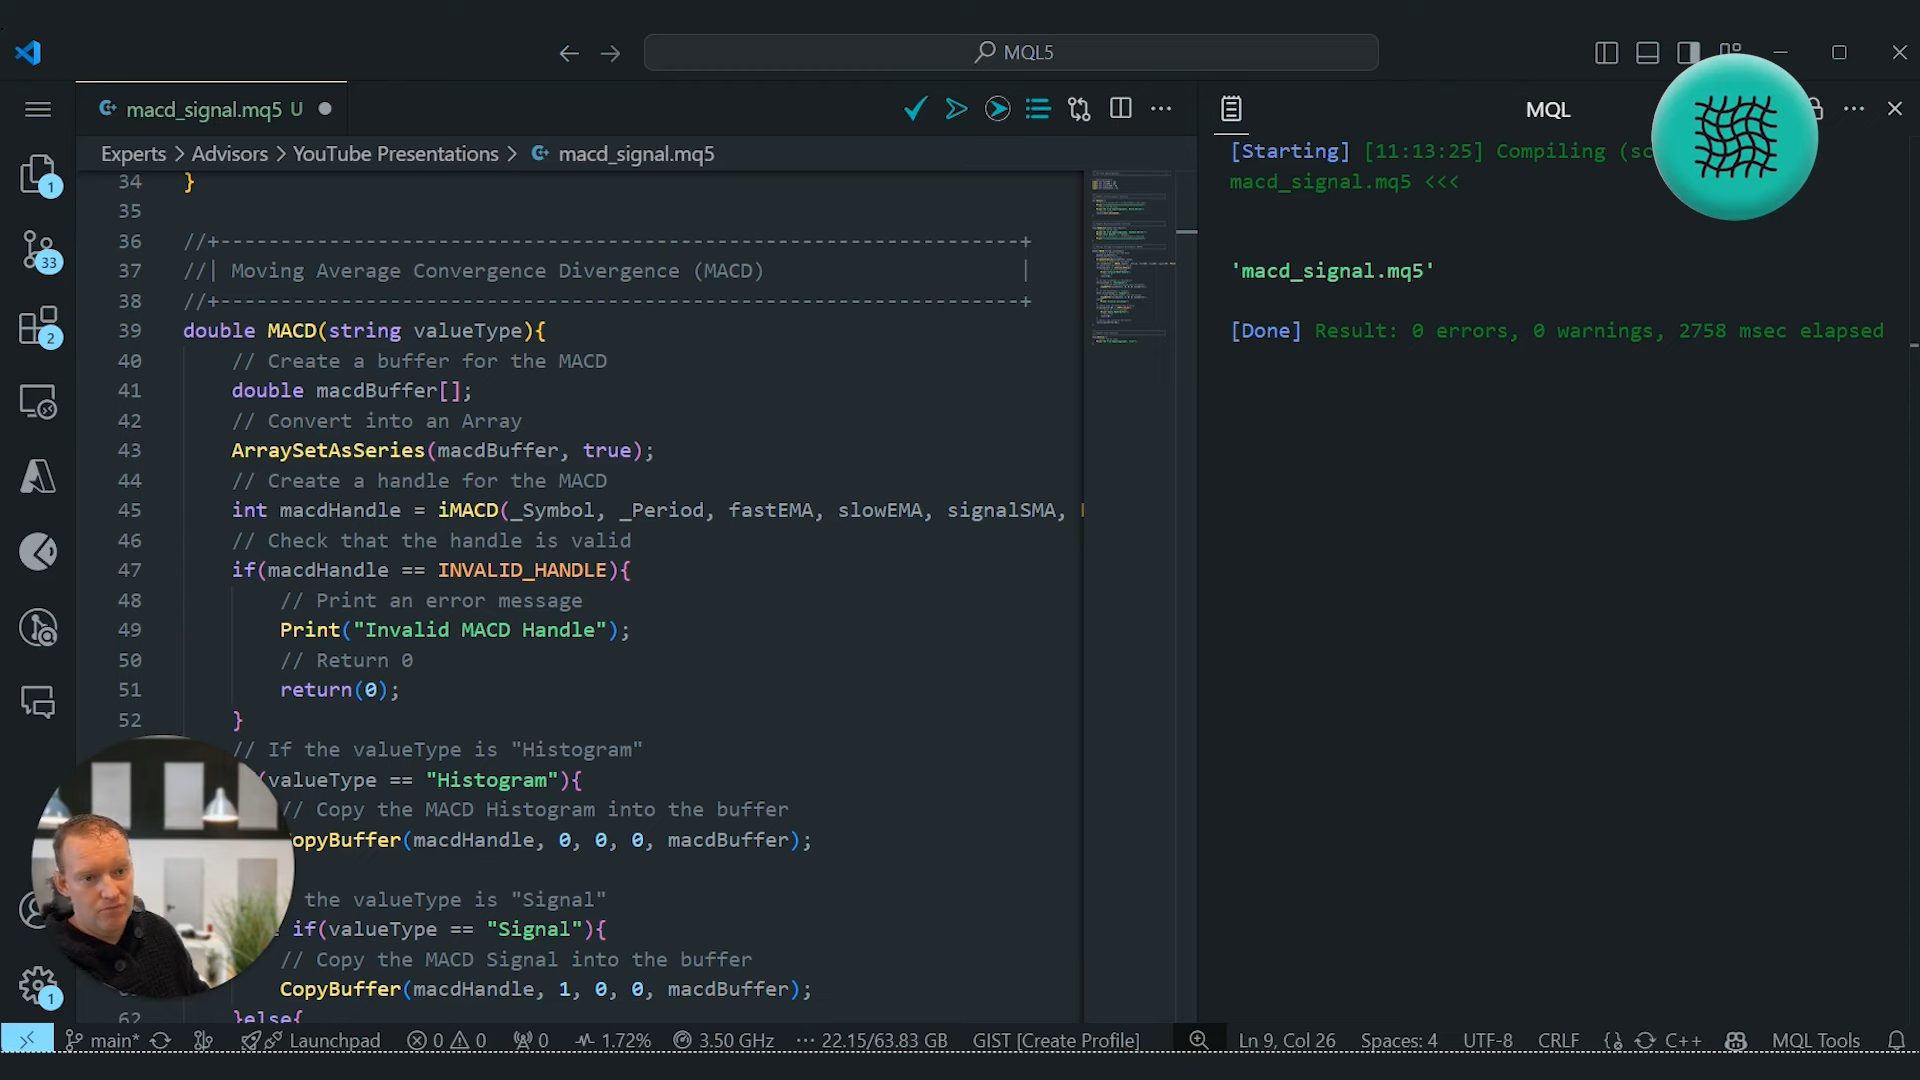 MQL5
macd_signal.mq5 U
MQL
Experts > Advisors > YouTube Presentations > macd_signal.mq5
34 }
35
36 //+------------------------------------------------------------------+
37 //| Moving Average Convergence Divergence (MACD) |
38 //+------------------------------------------------------------------+
39 double MACD(string valueType){
40 // Create a buffer for the MACD
41 double macdBuffer[];
42 // Convert into an Array
43 ArraySetAsSeries(macdBuffer, true);
44 // Create a handle for the MACD
45 int macdHandle = iMACD(_Symbol, _Period, fastEMA, slowEMA, signalSMA,
46 // Check that the handle is valid
47 if(macdHandle == INVALID_HANDLE){
48 // Print an error message
49 Print("Invalid MACD Handle");
50 // Return 0
51 return(0);
52 }
// If the valueType is "Histogram"
(valueType == "Histogram"){
// Copy the MACD Histogram into the buffer
opyBuffer(macdHandle, 0, 0, 0, macdBuffer);
the valueType is "Signal"
if(valueType == "Signal"){
// Copy the MACD Signal into the buffer
CopyBuffer(macdHandle, 1, 0, 0, macdBuffer);
62 }else{
[Starting] [11:13:25] Compiling (sc
macd_signal.mq5 <<<
'macd_signal.mq5'
[Done] Result: 0 errors, 0 warnings, 2758 msec elapsed
1
33
2
1
main* Launchpad 0 0 0 1.72% 3.50 GHz 22.15/63.83 GB GIST [Create Profile] Ln 9, Col 26 Spaces: 4 UTF-8 CRLF C++ MQL Tools